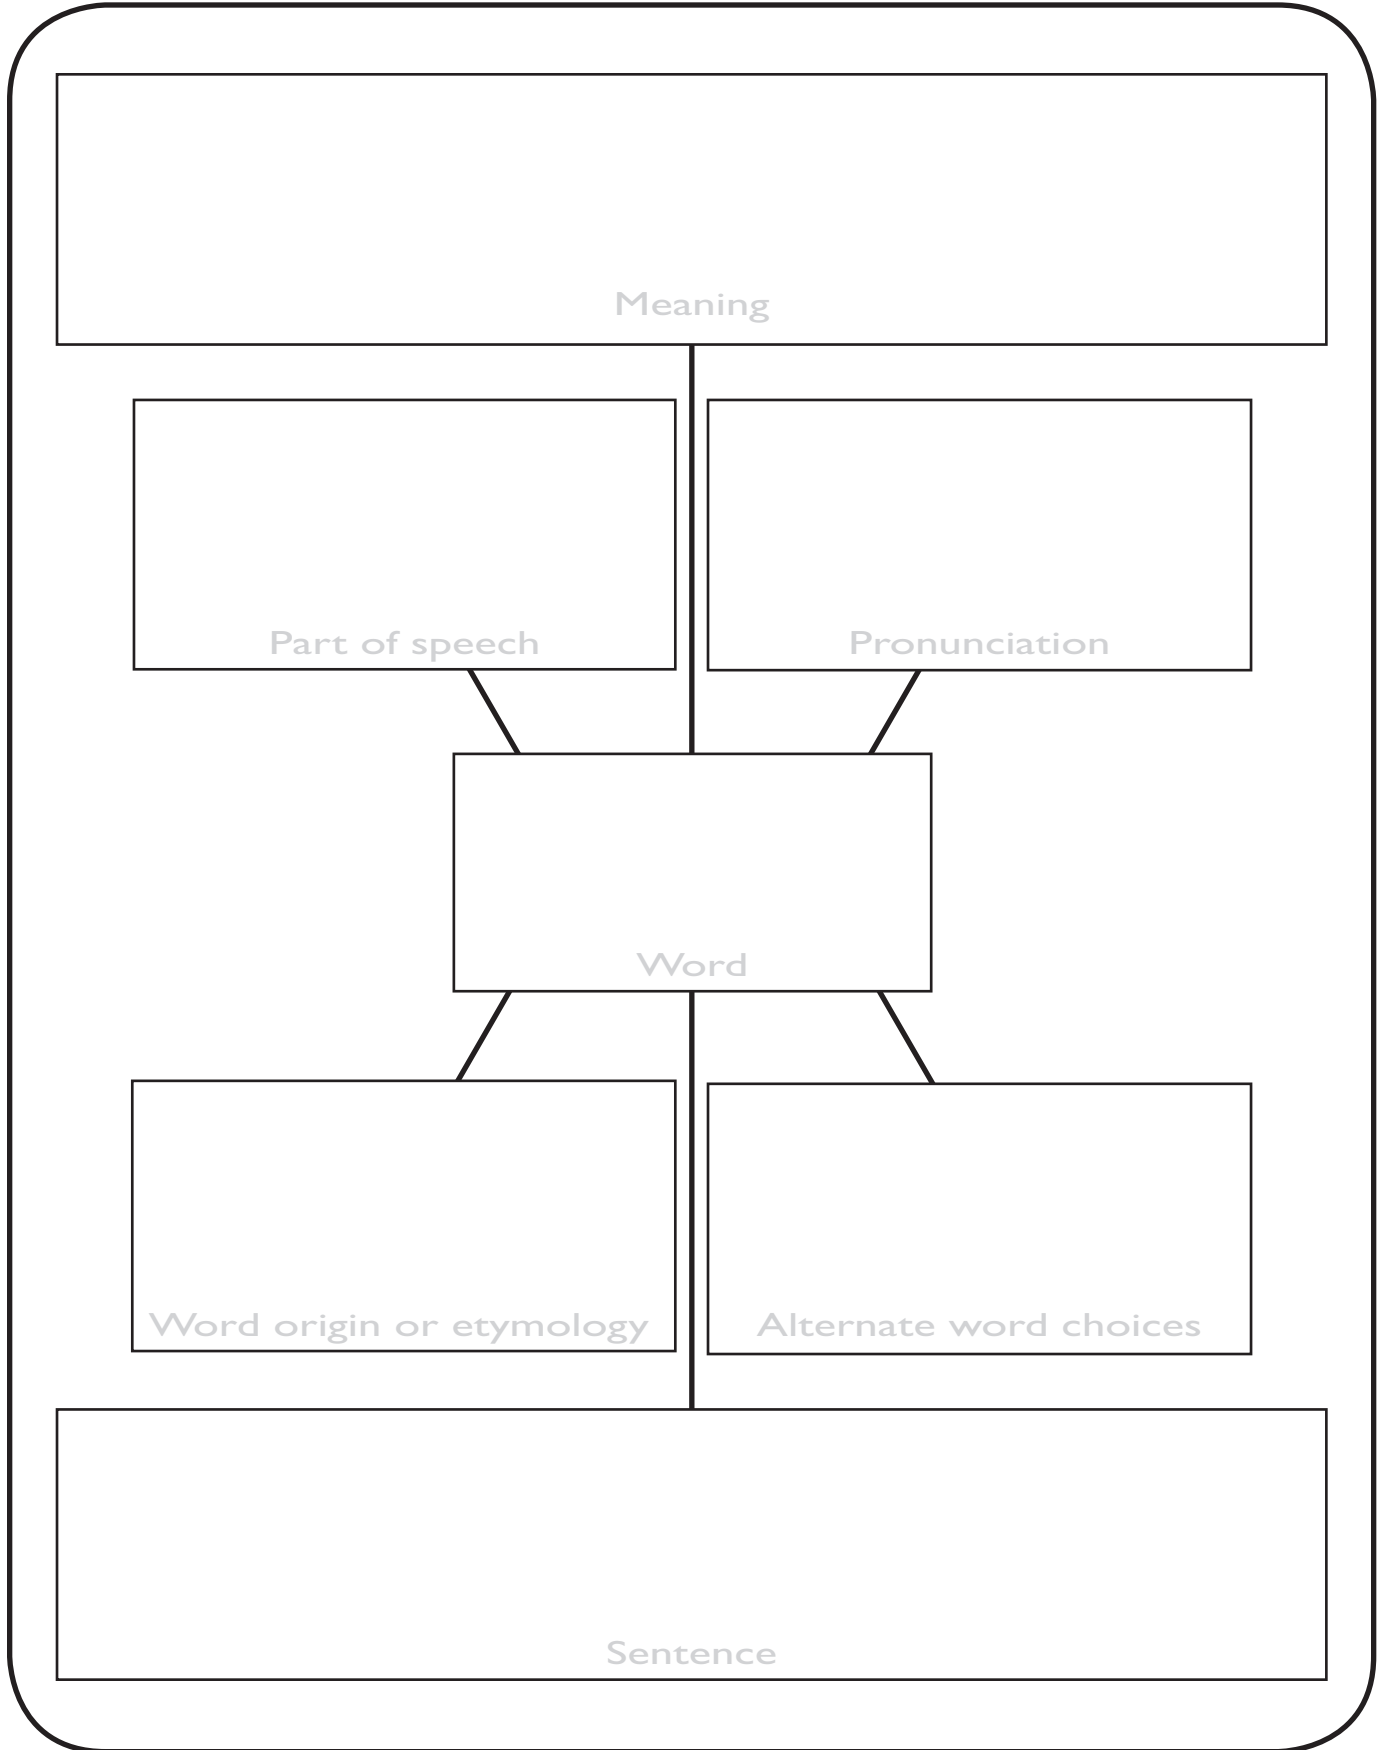 Meaning
Part of speech
Pronunciation
Word
Word origin or etymology
Alternate word choices
Sentence